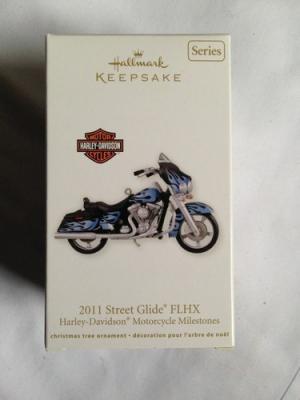 Hallmark
Series
KEEPSAKE
MOTOR
HARLEY-DAVIDSON
CYCLES
2011 Street Glide® FLHX
Harley-Davidson® Motorcycle Milestones
christmas tree ornament • décoration pour l'arbre de noël